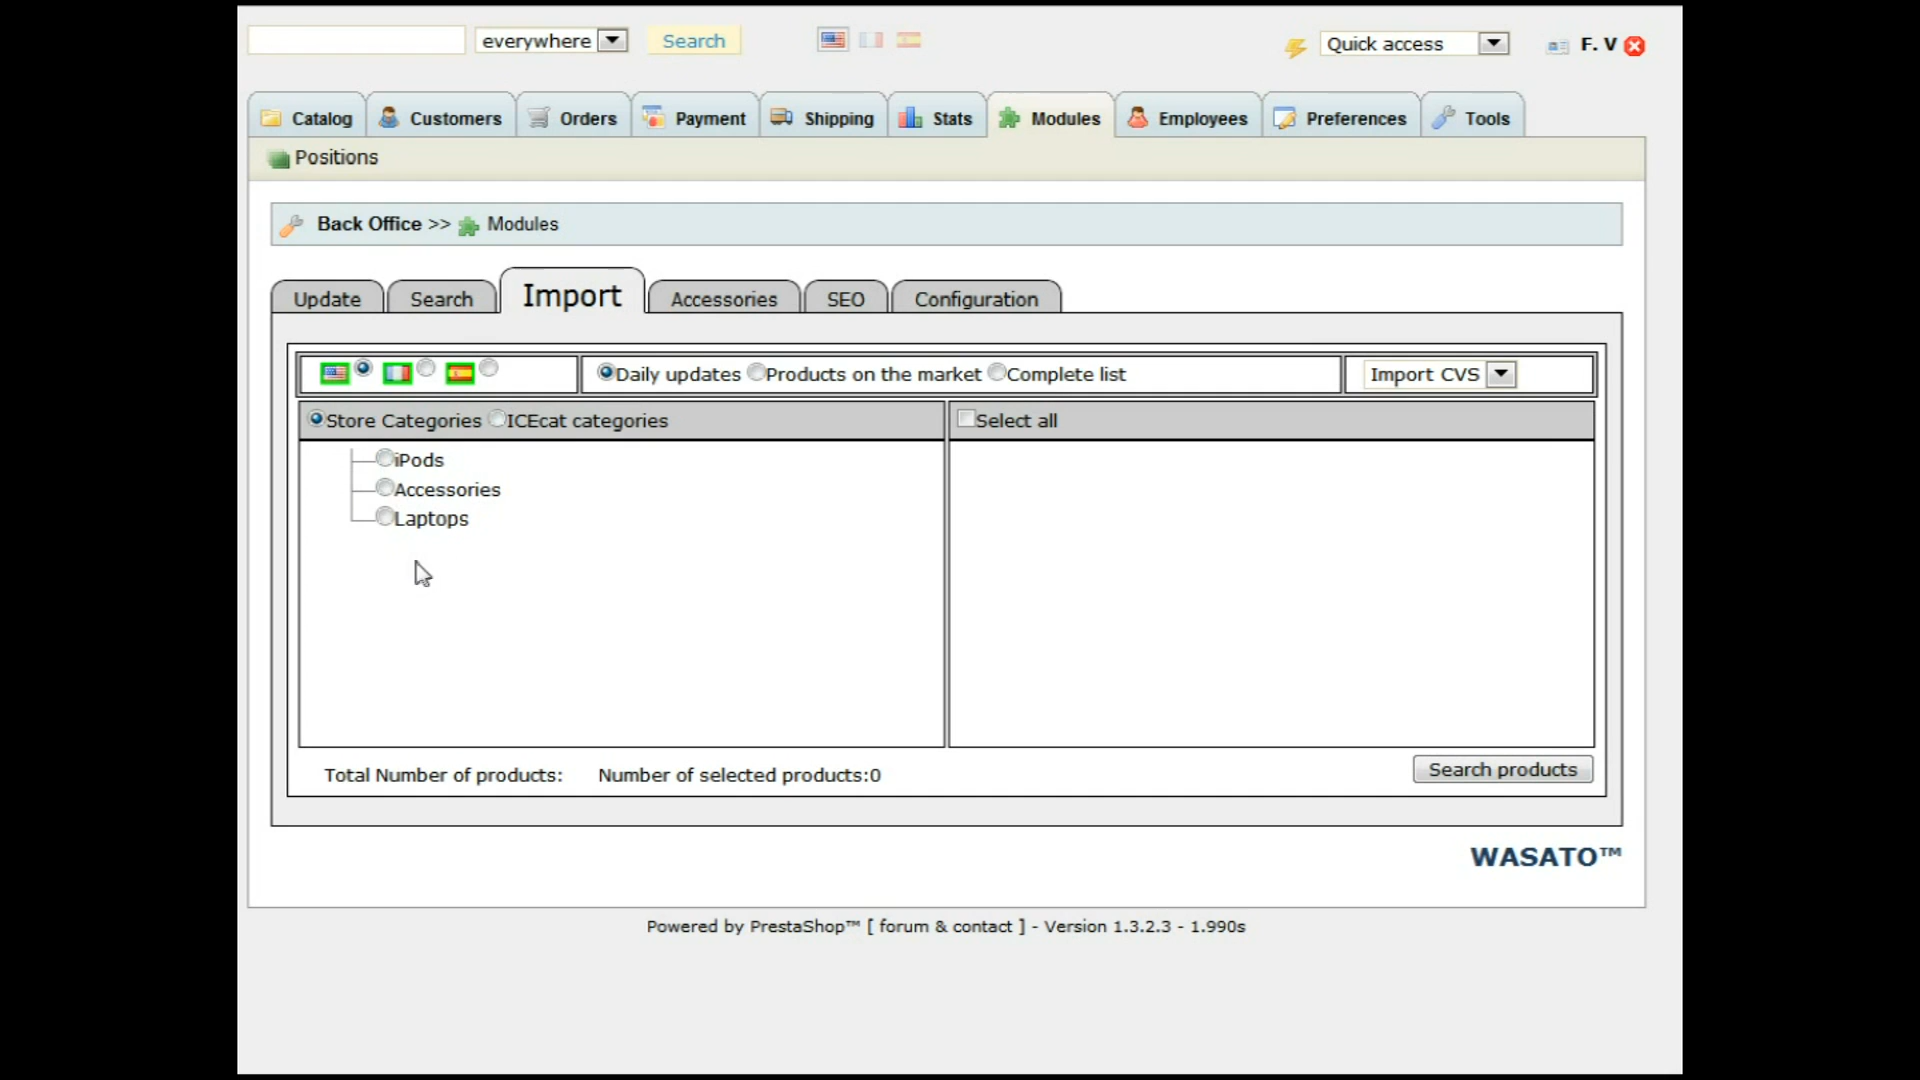 everywhere Search Quick access F. V
Catalog Customers Orders Payment Shipping Stats Modules Employees Preferences Tools
Positions
Back Office >> Modules
Update Search Import Accessories SEO Configuration
Daily updates Products on the market Complete list Import CVS
Store Categories ICEcat categories Select all
iPods
Accessories
Laptops
Total Number of products: Number of selected products:0 Search products
WASATO™
Powered by PrestaShop™ [ forum & contact ] - Version 1.3.2.3 - 1.990s